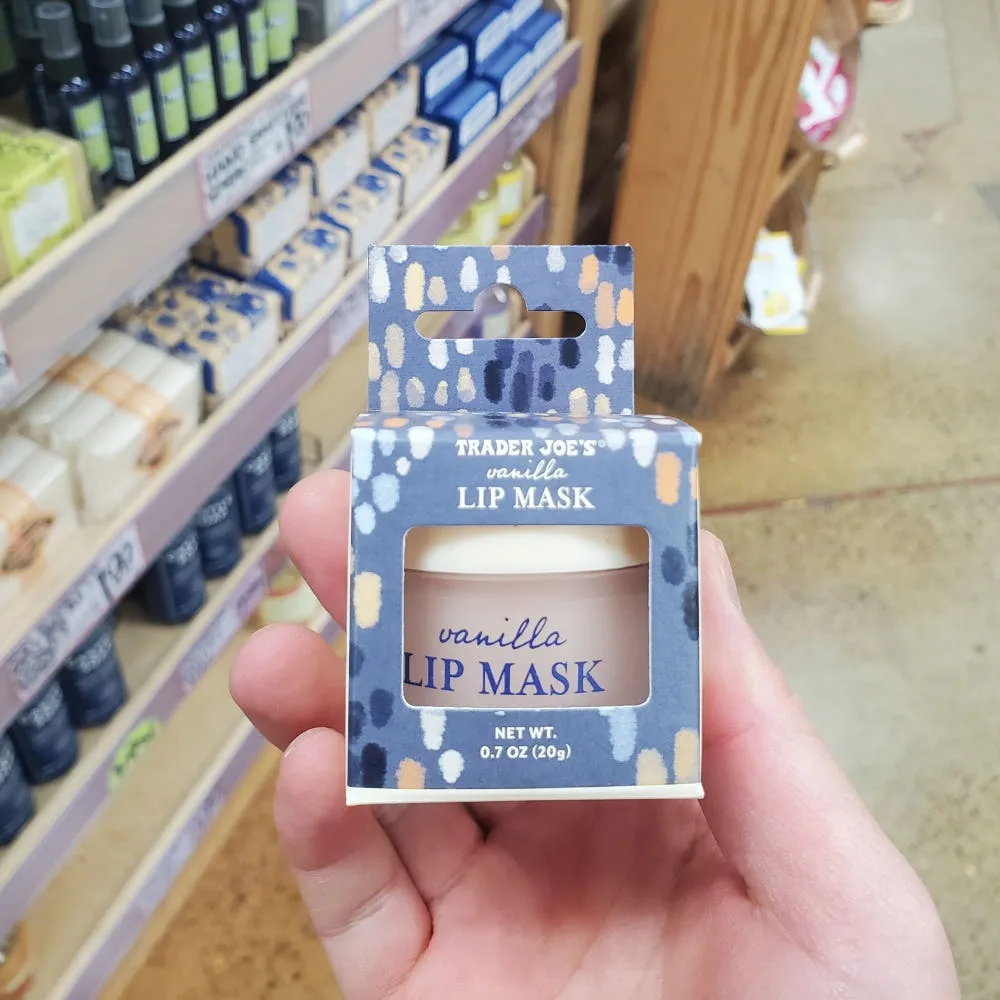 TRADER JOE'S®
vanilla
LIP MASK
vanilla
LIP MASK
NET WT.
0.7 OZ (20g)